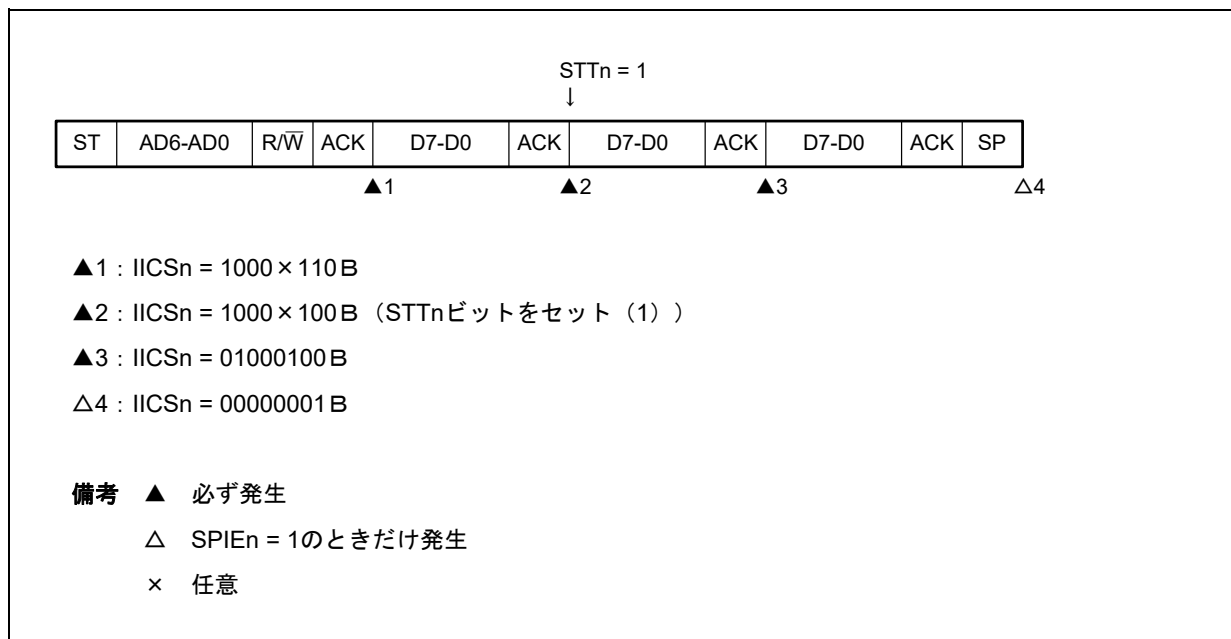 STTn = 1
↓
ST AD6-AD0 R/W̅ ACK D7-D0 ACK D7-D0 ACK D7-D0 ACK SP
▲1 ▲2 ▲3 △4
▲1：IICSn = 1000×110Ｂ
▲2：IICSn = 1000×100Ｂ（STTnビットをセット（1））
▲3：IICSn = 01000100Ｂ
△4：IICSn = 00000001Ｂ
備考 ▲ 必ず発生
△ SPIEn = 1のときだけ発生
× 任意